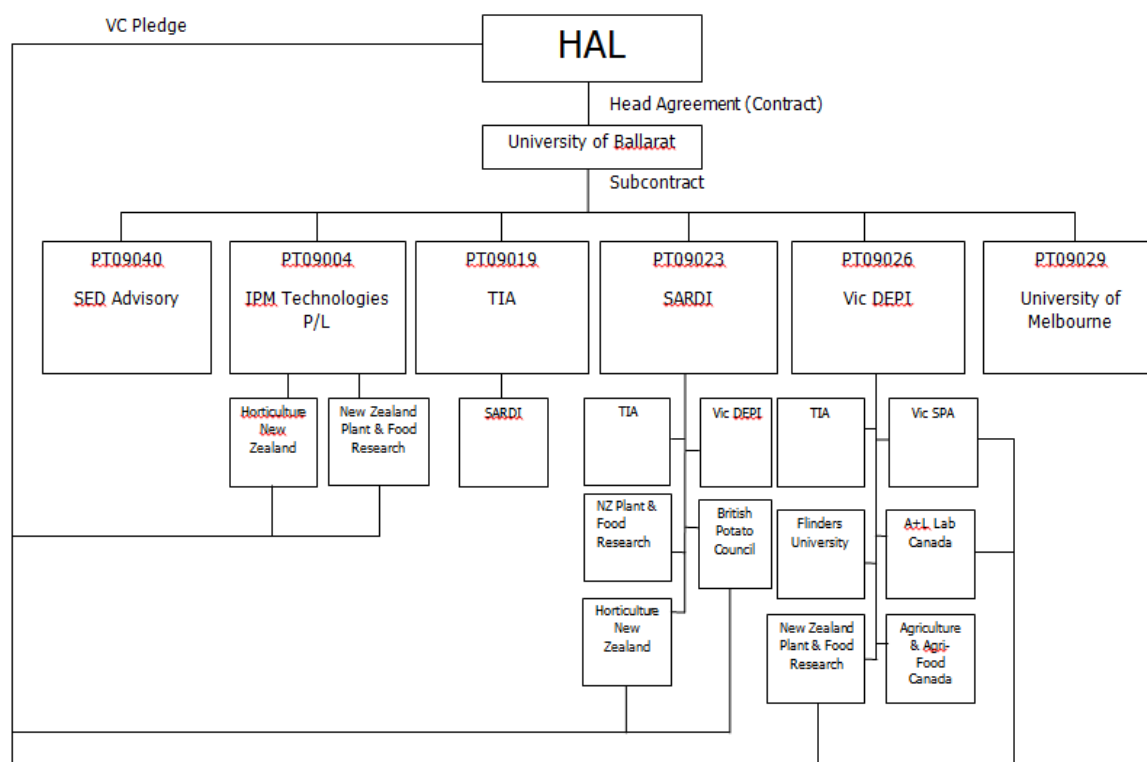 VC Pledge
HAL
Head Agreement (Contract)
University of Ballarat
Subcontract
PT09040
SED Advisory
PT09004
IPM Technologies
P/L
PT09019
TIA
PT09023
SARDI
PT09026
Vic DEPI
PT09029
University of
Melbourne
Horticulture
New
Zealand
New Zealand
Plant & Food
Research
SARDI
TIA
Vic DEPI
NZ Plant &
Food
Research
British
Potato
Council
Horticulture
New
Zealand
TIA
Vic SPA
Flinders
University
A+L Lab
Canada
New Zealand
Plant & Food
Research
Agriculture
& Agri-
Food
Canada